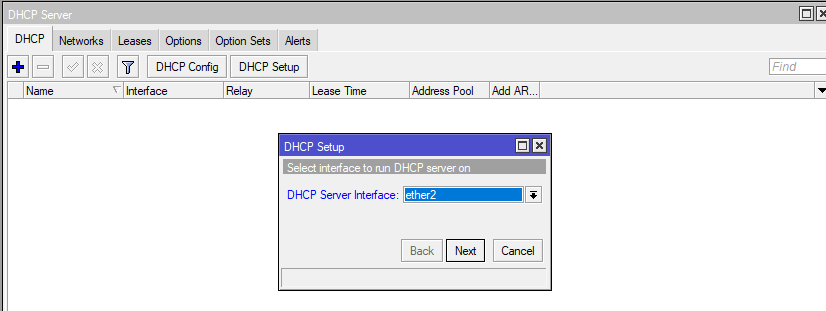 DHCP Server
DHCP Networks Leases Options Option Sets Alerts
DHCP Config DHCP Setup Find
Name Interface Relay Lease Time Address Pool Add AR...
DHCP Setup
Select interface to run DHCP server on
DHCP Server Interface: ether2
Back Next Cancel